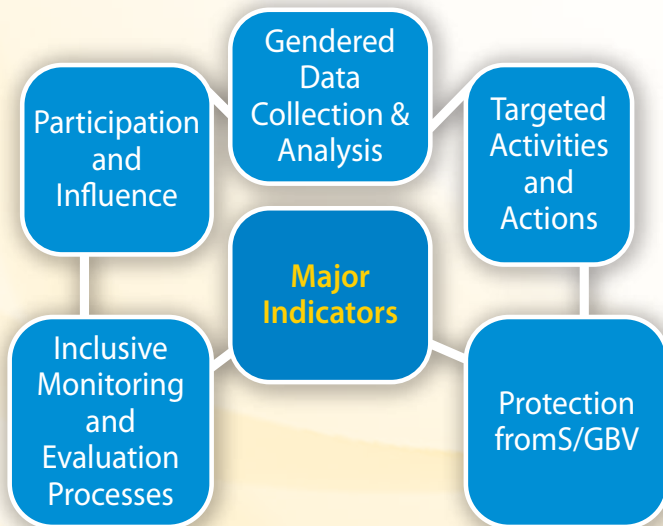 Gendered
Data
Collection &
Analysis
Participation
and
Influence
Targeted
Activities
and
Actions
Major
Indicators
Inclusive
Monitoring
and
Evaluation
Processes
Protection
fromS/GBV